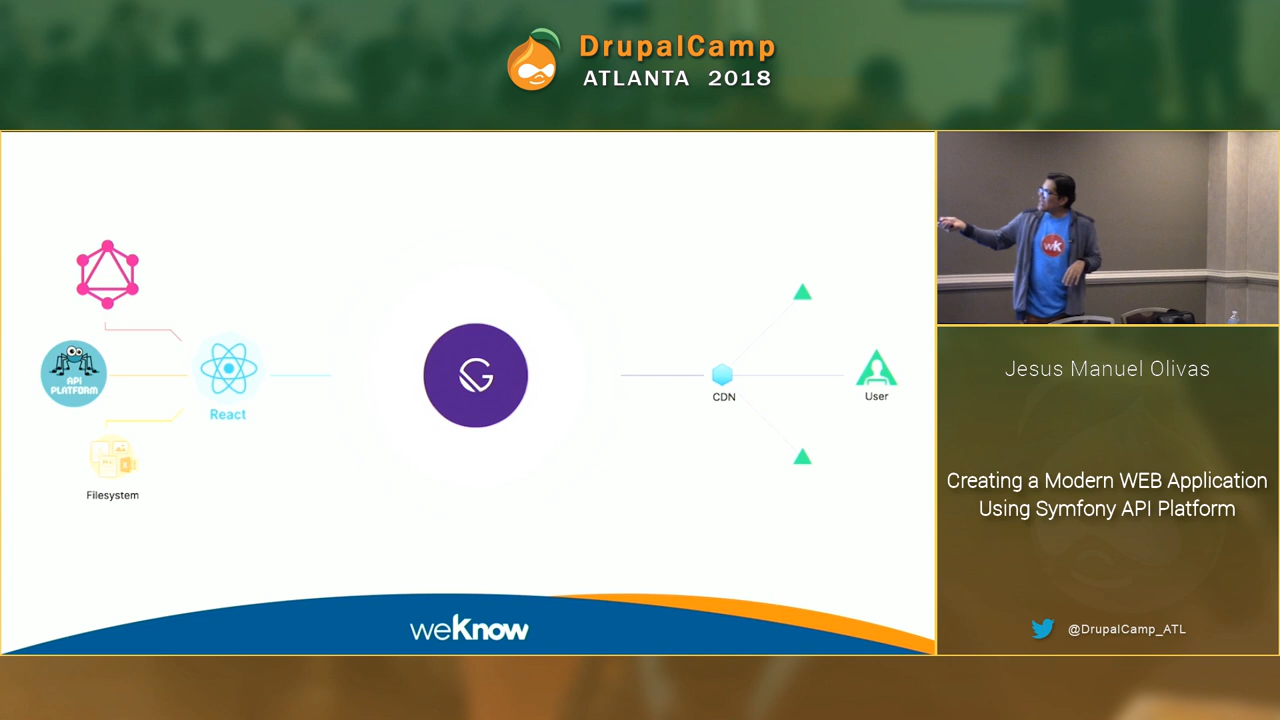 DrupalCamp
ATLANTA 2018
API
PLATFORM
React
Filesystem
CDN
User
weKnow
wk
Jesus Manuel Olivas
Creating a Modern WEB Application
Using Symfony API Platform
@DrupalCamp_ATL